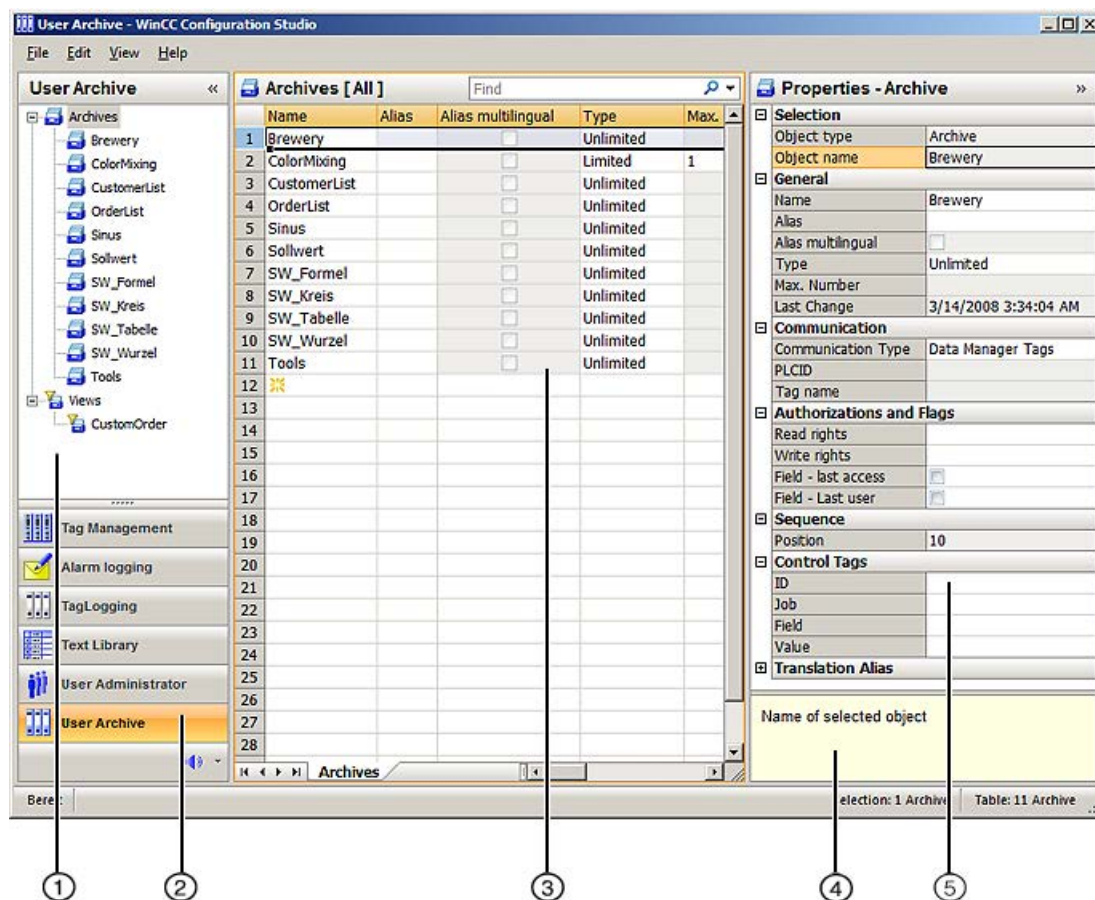 User Archive - WinCC Configuration Studio
File Edit View Help
User Archive «
Archives
Brewery
ColorMixing
CustomerList
OrderList
Sinus
Sollwert
SW_Formel
SW_Kreis
SW_Tabelle
SW_Wurzel
Tools
Views
CustomOrder
Tag Management
Alarm logging
TagLogging
Text Library
User Administrator
User Archive
Archives [ All ] Find
Name Alias Alias multilingual Type Max.
1 Brewery Unlimited
2 ColorMixing Limited 1
3 CustomerList Unlimited
4 OrderList Unlimited
5 Sinus Unlimited
6 Sollwert Unlimited
7 SW_Formel Unlimited
8 SW_Kreis Unlimited
9 SW_Tabelle Unlimited
10 SW_Wurzel Unlimited
11 Tools Unlimited
12
13
14
15
16
17
18
19
20
21
22
23
24
25
26
27
28
Archives
Properties - Archive »
Selection
Object type Archive
Object name Brewery
General
Name Brewery
Alias
Alias multilingual
Type Unlimited
Max. Number
Last Change 3/14/2008 3:34:04 AM
Communication
Communication Type Data Manager Tags
PLCID
Tag name
Authorizations and Flags
Read rights
Write rights
Field - last access
Field - Last user
Sequence
Position 10
Control Tags
ID
Job
Field
Value
Translation Alias
Name of selected object
election: 1 Archive Table: 11 Archive
1 2 3 4 5